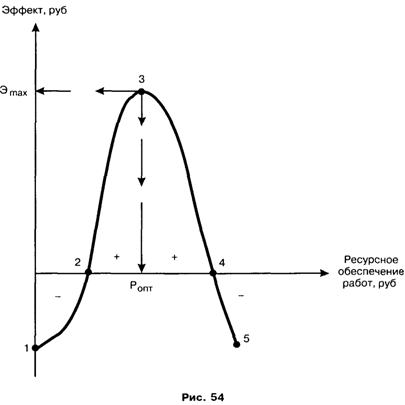 Эффект, руб
3
Э max
2
+
+
4
Ресурсное
обеспечение
работ, руб
–
Р опт
–
1
5
Рис. 54